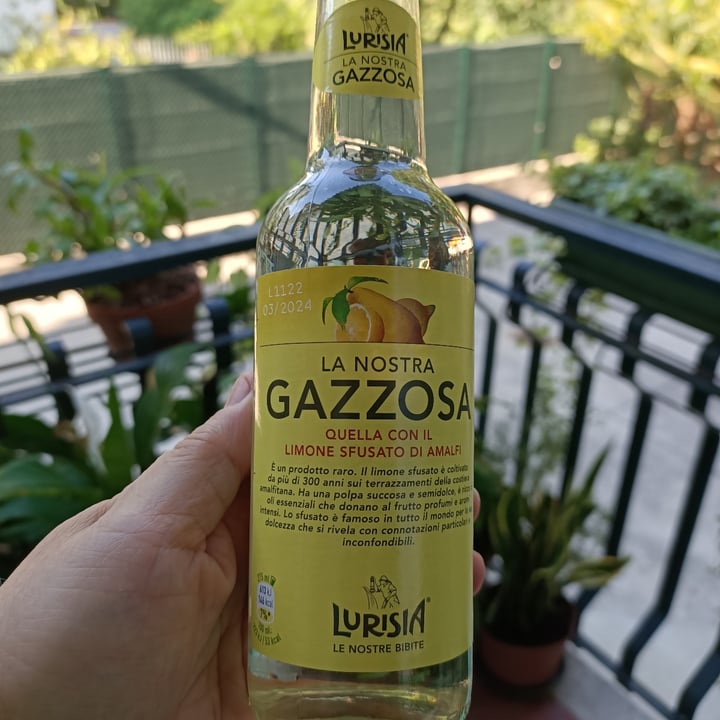 LURISIA
LA NOSTRA
GAZZOSA
L1122
03/2024
LA NOSTRA
GAZZOSA
QUELLA CON IL
LIMONE SFUSATO DI AMALFI
È un prodotto raro. Il limone sfusato è coltivato
da più di 300 anni sui terrazzamenti della costiera
amalfitana. Ha una polpa succosa e semidolce, è ricco
oli essenziali che donano al frutto profumi e aromi
intensi. Lo sfusato è famoso in tutto il mondo per la sua
dolcezza che si rivela con connotazioni particolari
inconfondibili.
275 ml
7%*
LURISIA®
LE NOSTRE BIBITE